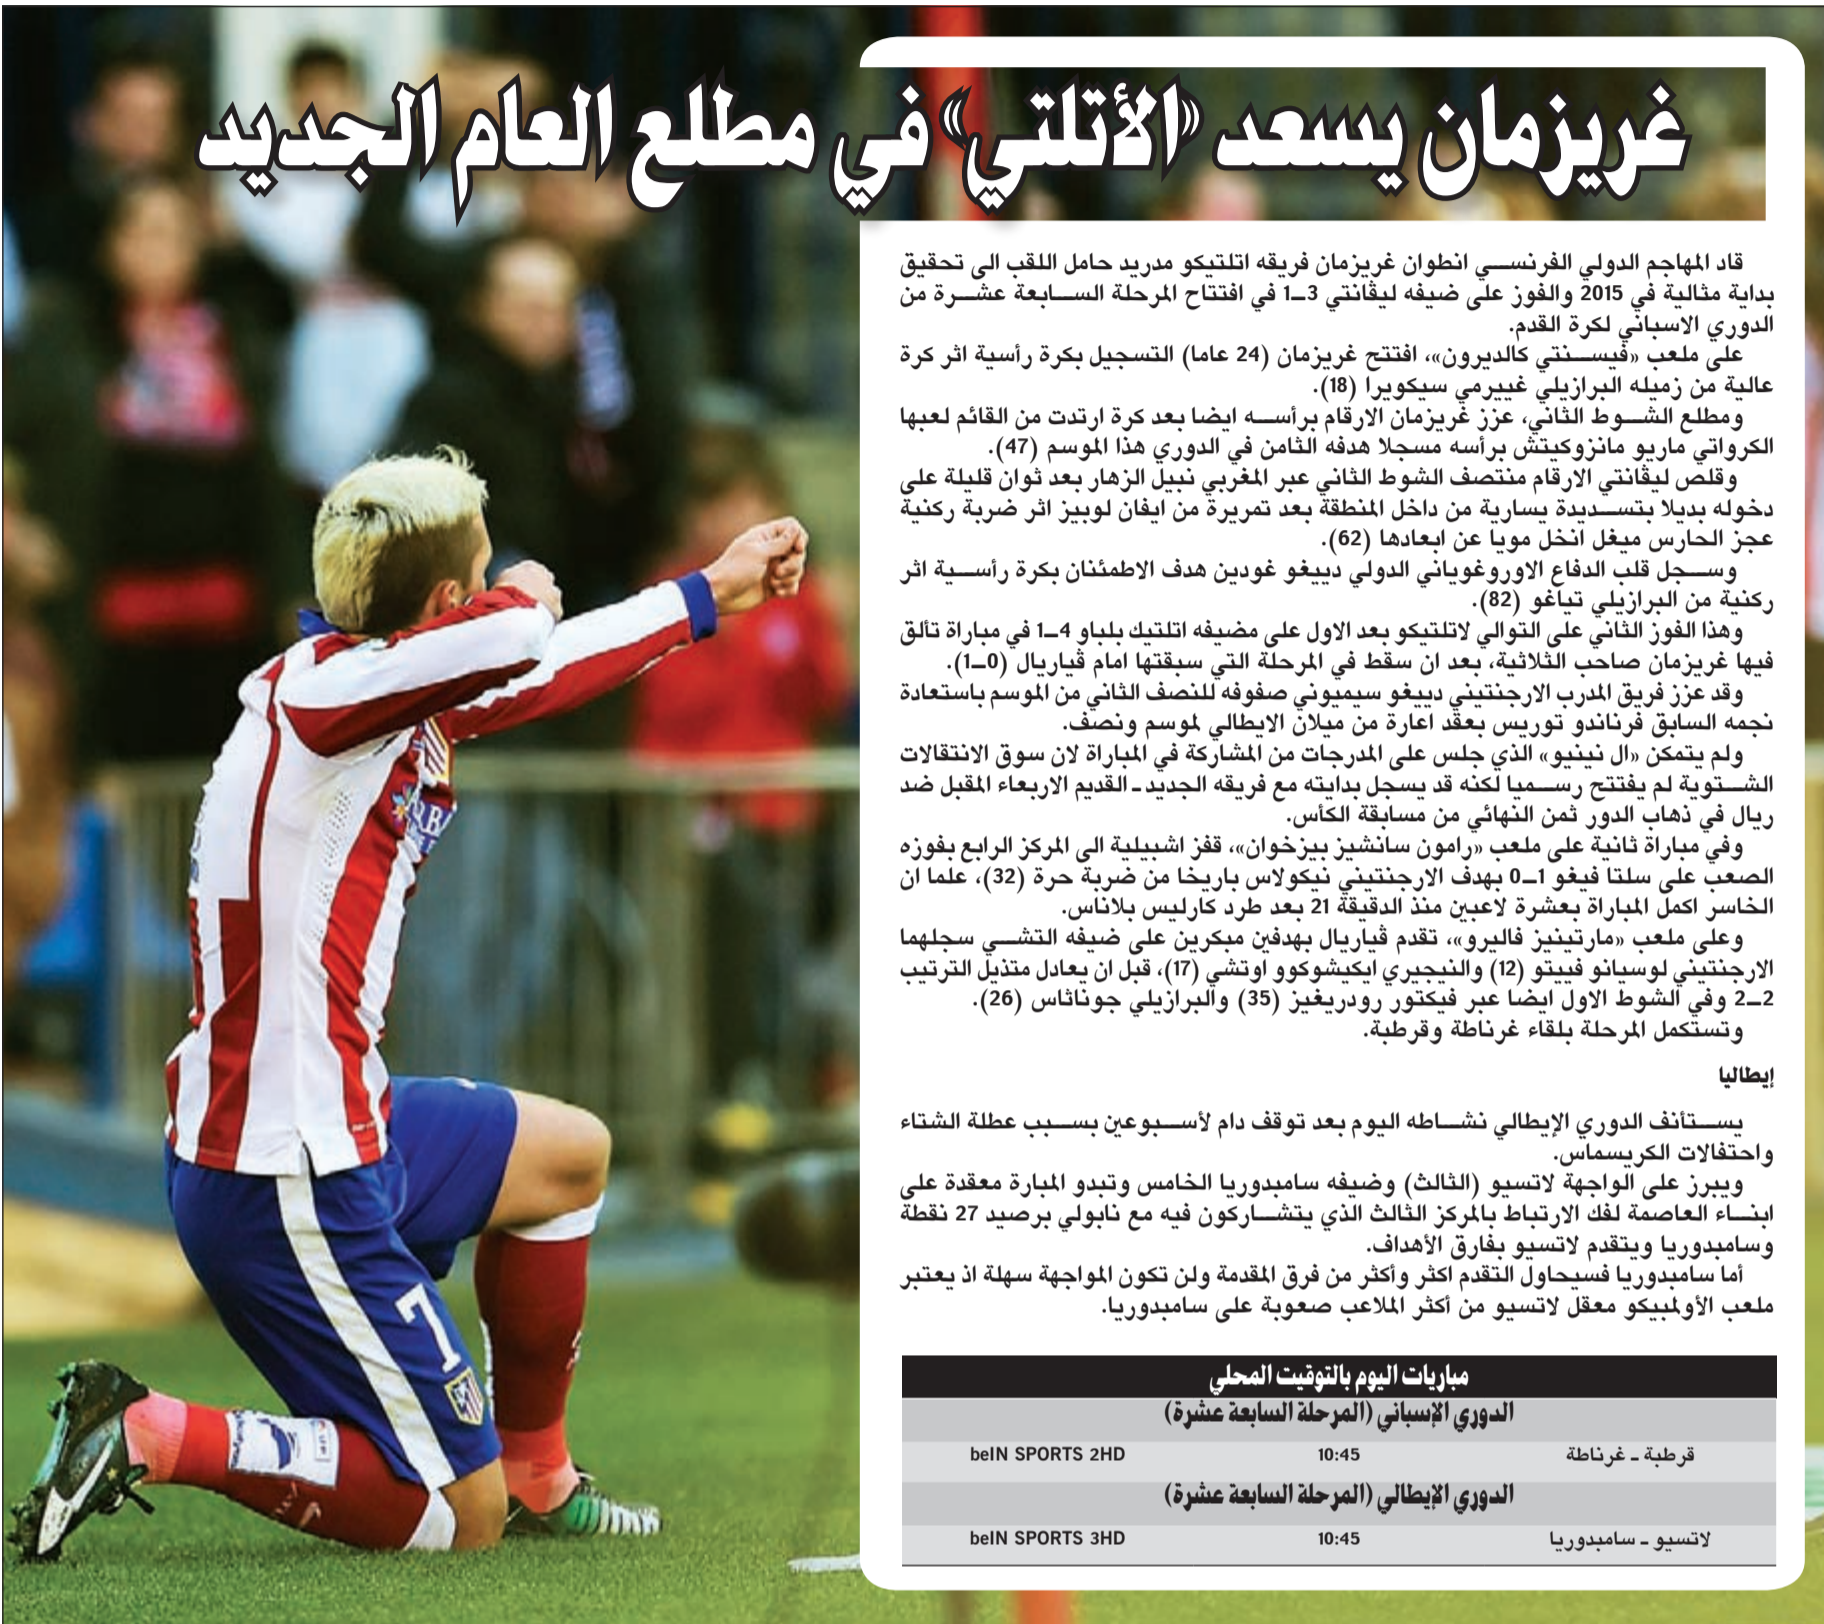 غريزمان يسعد «الأتلتي» في مطلع العام الجديد
قاد المهاجم الدولي الفرنسي انطوان غريزمان فريقه اتلتيكو مدريد حامل اللقب الى تحقيق
بداية مثالية في 2015 والفوز على ضيفه ليڤانتي 3-1 في افتتاح المرحلة السابعة عشرة من
الدوري الاسباني لكرة القدم.
على ملعب «فيسنتي كالديرون»، افتتح غريزمان (24 عاما) التسجيل بكرة رأسية اثر كرة
عالية من زميله البرازيلي غييرمي سيكويرا (18).
ومطلع الشوط الثاني، عزز غريزمان الارقام برأسه ايضا بعد كرة ارتدت من القائم لعبها
الكرواتي ماريو مانزوكيتش برأسه مسجلا هدفه الثامن في الدوري هذا الموسم (47).
وقلص ليڤانتي الارقام منتصف الشوط الثاني عبر المغربي نبيل الزهار بعد ثوان قليلة على
دخوله بديلا بتسديدة يسارية من داخل المنطقة بعد تمريرة من ايفان لوبيز اثر ضربة ركنية
عجز الحارس ميغل انخل مويا عن ابعادها (62).
وسجل قلب الدفاع الاوروغوياني الدولي دييغو غودين هدف الاطمئنان بكرة رأسية اثر
ركنية من البرازيلي تياغو (82).
وهذا الفوز الثاني على التوالي لاتلتيكو بعد الاول على مضيفه اتلتيك بلباو 4-1 في مباراة تألق
فيها غريزمان صاحب الثلاثية، بعد ان سقط في المرحلة التي سبقتها امام ڤياريال (0-1).
وقد عزز فريق المدرب الارجنتيني دييغو سيميوني صفوفه للنصف الثاني من الموسم باستعادة
نجمه السابق فرناندو توريس بعقد اعارة من ميلان الايطالي لموسم ونصف.
ولم يتمكن «ال نينيو» الذي جلس على المدرجات من المشاركة في المباراة لان سوق الانتقالات
الشتوية لم يفتتح رسميا لكنه قد يسجل بدايته مع فريقه الجديد - القديم الاربعاء المقبل ضد
ريال في ذهاب الدور ثمن النهائي من مسابقة الكأس.
وفي مباراة ثانية على ملعب «رامون سانشيز بيزخوان»، قفز اشبيلية الى المركز الرابع بفوزه
الصعب على سلتا فيغو 1-0 بهدف الارجنتيني نيكولاس باريخا من ضربة حرة (32)، علما ان
الخاسر اكمل المباراة بعشرة لاعبين منذ الدقيقة 21 بعد طرد كارليس بلاناس.
وعلى ملعب «مارتينيز فاليرو»، تقدم ڤياريال بهدفين مبكرين على ضيفه التشي سجلهما
الارجنتيني لوسيانو فييتو (12) والنيجيري ايكيشوكوو اوتشي (17)، قبل ان يعادل متذيل الترتيب
2-2 وفي الشوط الاول ايضا عبر فيكتور رودريغيز (35) والبرازيلي جوناثاس (26).
وتستكمل المرحلة بلقاء غرناطة وقرطبة.
إيطاليا
يستأنف الدوري الإيطالي نشاطه اليوم بعد توقف دام لأسبوعين بسبب عطلة الشتاء
واحتفالات الكريسماس.
ويبرز على الواجهة لاتسيو (الثالث) وضيفه سامبدوريا الخامس وتبدو المبارة معقدة على
ابناء العاصمة لفك الارتباط بالمركز الثالث الذي يتشاركون فيه مع نابولي برصيد 27 نقطة
وسامبدوريا ويتقدم لاتسيو بفارق الأهداف.
أما سامبدوريا فسيحاول التقدم اكثر وأكثر من فرق المقدمة ولن تكون المواجهة سهلة اذ يعتبر
ملعب الأولمبيكو معقل لاتسيو من أكثر الملاعب صعوبة على سامبدوريا.
مباريات اليوم بالتوقيت المحلي
الدوري الإسباني (المرحلة السابعة عشرة)
قرطبة - غرناطة 10:45 beIN SPORTS 2HD
الدوري الإيطالي (المرحلة السابعة عشرة)
لاتسيو - سامبدوريا 10:45 beIN SPORTS 3HD
7